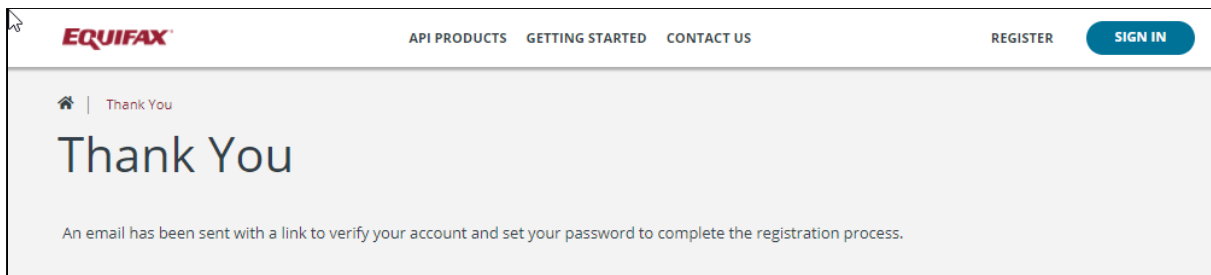 EQUIFAX
API PRODUCTS GETTING STARTED CONTACT US REGISTER SIGN IN
Thank You
Thank You
An email has been sent with a link to verify your account and set your password to complete the registration process.